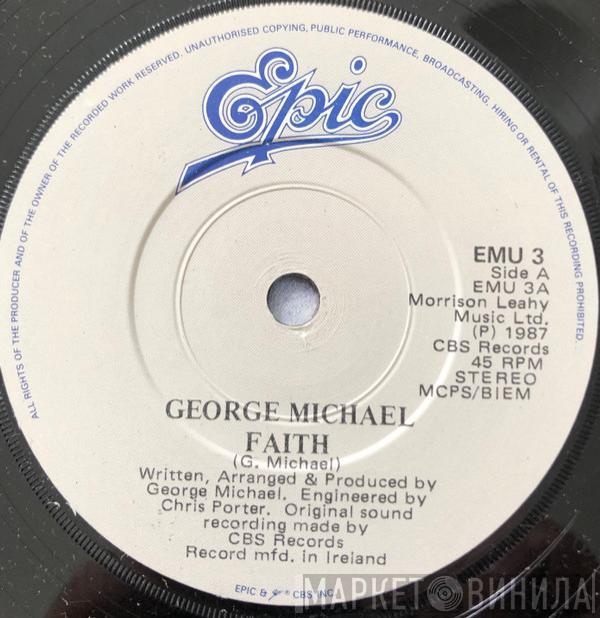 ALL RIGHTS OF THE PRODUCER AND OF THE OWNER OF THE RECORDED WORK RESERVED. UNAUTHORISED COPYING, PUBLIC PERFORMANCE, BROADCASTING, HIRING OR RENTAL OF THIS RECORDING PROHIBITED.
Epic
EMU 3
Side A
EMU 3A
Morrison Leahy
Music Ltd.
(P) 1987
CBS Records
45 RPM
STEREO
MCPS/BIEM
GEORGE MICHAEL
FAITH
(G. Michael)
Written, Arranged & Produced by
George Michael. Engineered by
Chris Porter. Original sound
recording made by
CBS Records
Record mfd. in Ireland
EPIC & ® CBS INC.
МАРКЕТ ВИНИЛА